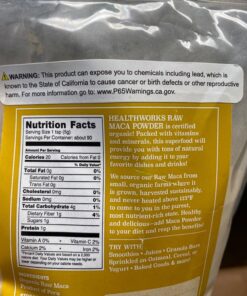 WARNING: This product can expose you to chemicals including lead, which is
known to the State of California to cause cancer or birth defects or other reproductive
harm. For more information go to www.P65Warnings.ca.gov.
Nutrition Facts
Serving Size 1 tsp (5g)
Servings Per Container: about 90
Amount Per Serving
Calories 20 Calories from Fat 0
% Daily Value*
Total Fat 0g 0%
Saturated Fat 0g 0%
Trans Fat 0g
Cholesterol 0mg 0%
Sodium 0mg 0%
Total Carbohydrate 4g 1%
Dietary Fiber 1g 4%
Sugars 1g
Protein 1g
Vitamin A 0% • Vitamin C 2%
Calcium 2% • Iron 2%
INGREDIENTS
Organic Raw Maca
Product of Peru
HEALTHWORKS RAW
MACA POWDER is certified
organic! Packed with vitamins
and minerals, this superfood will
provide you with tons of natural
energy by adding it to your
favorite dishes and drinks!
We source our Raw Maca from
small, organic farms where it is
grown, harvested sustainably,
and never heated above 115°F
to come to you in the purest,
most nutrient-rich state. Healthy
and delicious—add Maca Powder
to your diet and reap the benefits!
TRY WITH
Smoothies • Juices • Granola Bars
Sprinkled on Oatmeal, Cereal, or
Yogurt • Baked Goods & more!